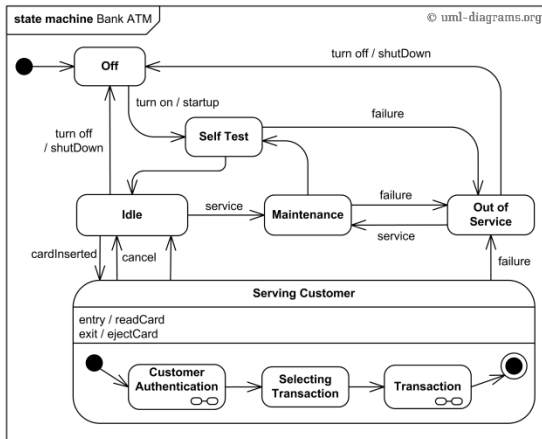 state machine Bank ATM
© uml-diagrams.org
turn off / shutDown
Off
turn on / startup
failure
turn off
/ shutDown
Self Test
Idle
service
Maintenance
failure
service
Out of
Service
cardInserted
cancel
failure
Serving Customer
entry / readCard
exit / ejectCard
Customer
Authentication
Selecting
Transaction
Transaction